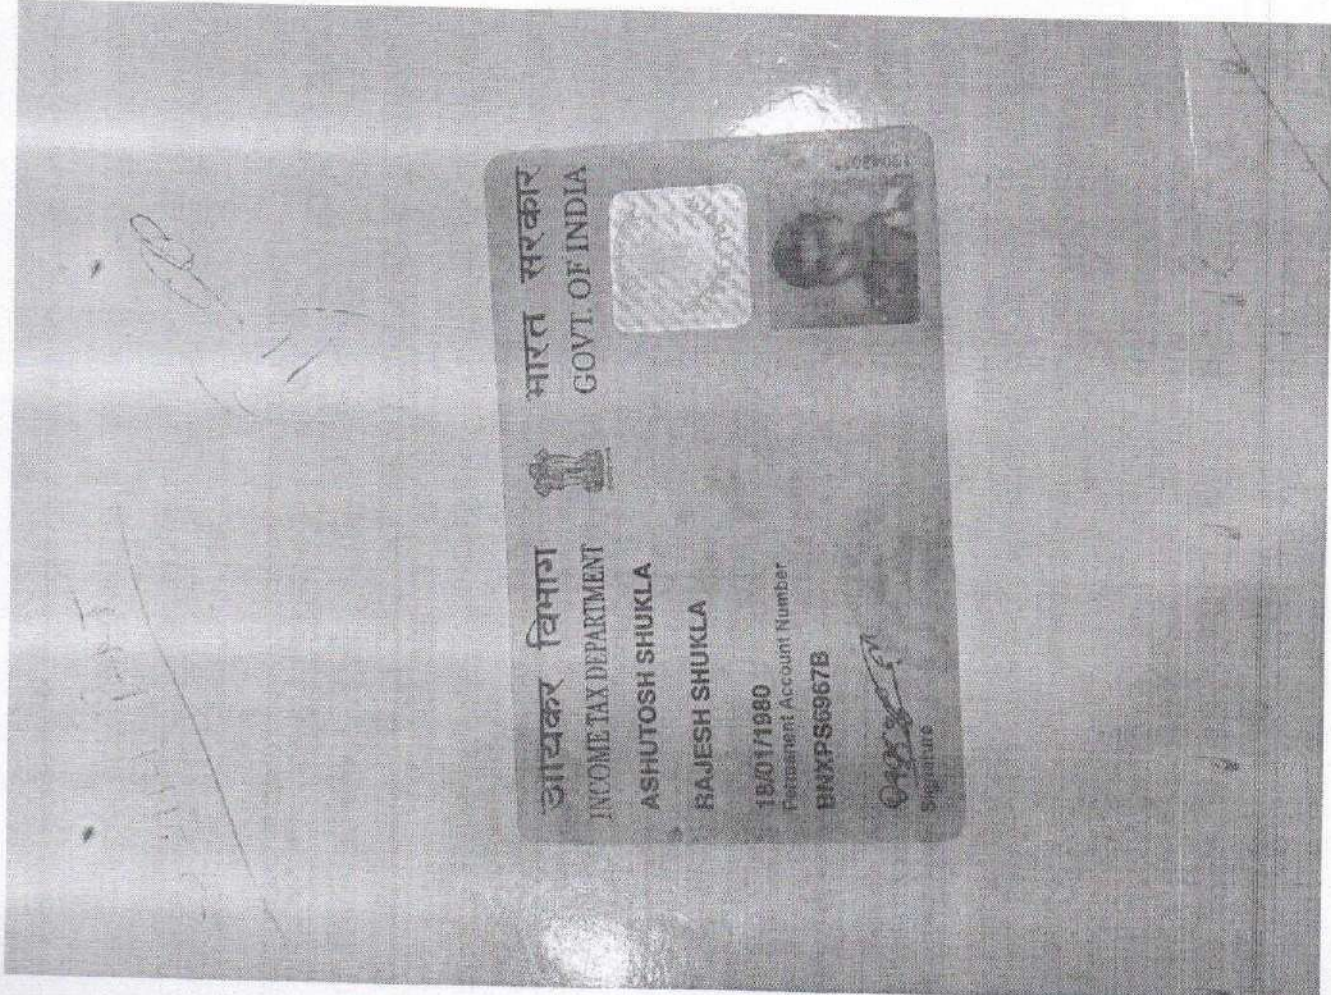 आयकर विभाग
INCOME TAX DEPARTMENT
भारत सरकार
GOVT. OF INDIA
ASHUTOSH SHUKLA
RAJESH SHUKLA
18/01/1980
Permanent Account Number
BNXPS6967B
Signature